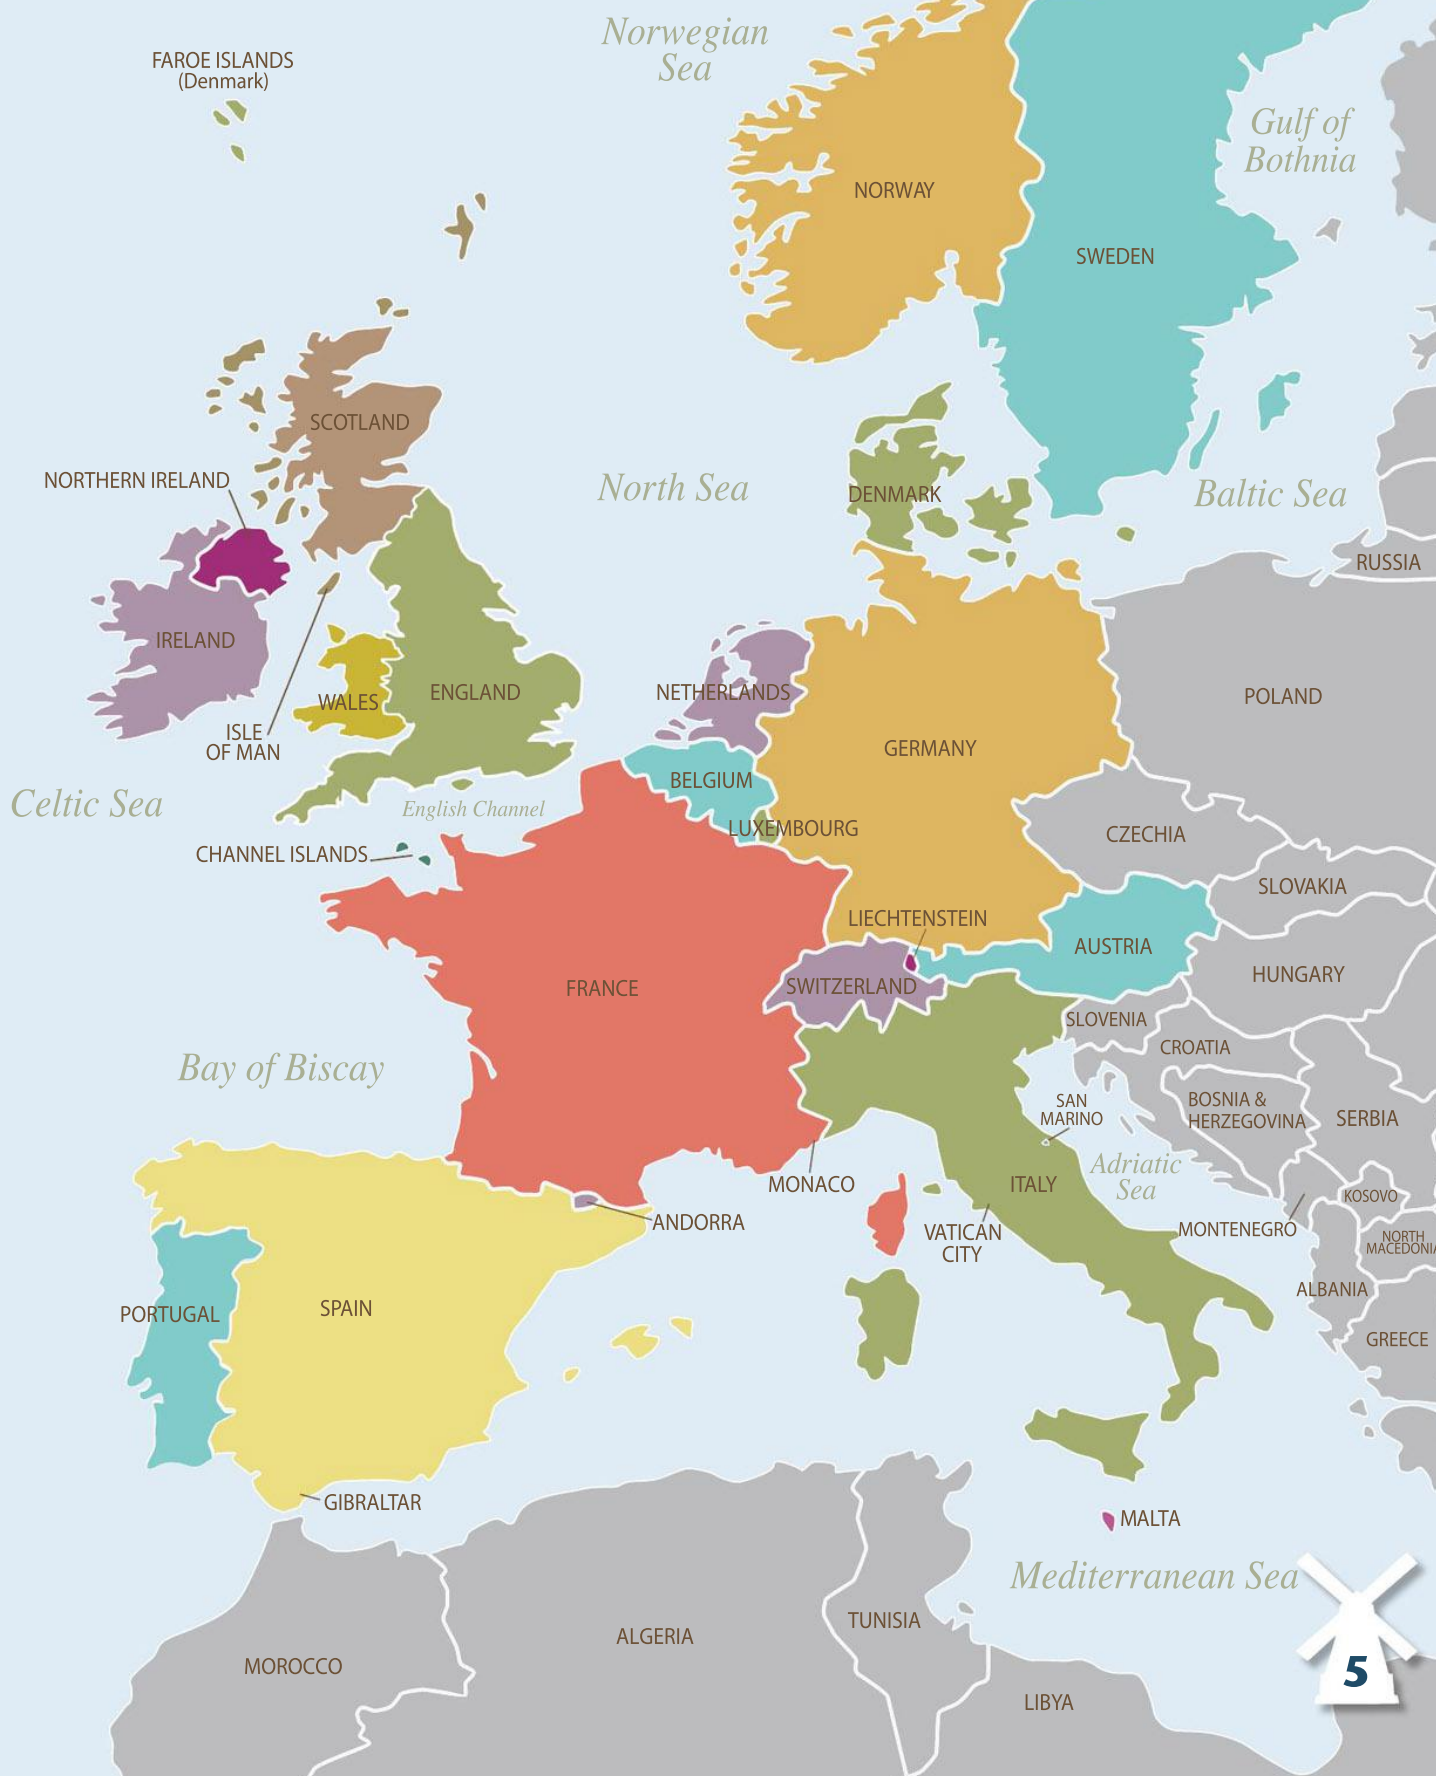 Norwegian
Sea
FAROE ISLANDS
(Denmark)
Gulf of
Bothnia
NORWAY
SWEDEN
SCOTLAND
NORTHERN IRELAND
North Sea
DENMARK
Baltic Sea
RUSSIA
IRELAND
WALES
ENGLAND
NETHERLANDS
POLAND
ISLE
OF MAN
GERMANY
BELGIUM
Celtic Sea
English Channel
LUXEMBOURG
CZECHIA
CHANNEL ISLANDS
SLOVAKIA
LIECHTENSTEIN
AUSTRIA
HUNGARY
FRANCE
SWITZERLAND
SLOVENIA
CROATIA
Bay of Biscay
SAN
MARINO
BOSNIA &
HERZEGOVINA
SERBIA
Adriatic
Sea
MONACO
ITALY
KOSOVO
ANDORRA
VATICAN
CITY
MONTENEGRO
NORTH
MACEDONIA
ALBANIA
SPAIN
PORTUGAL
GREECE
GIBRALTAR
MALTA
Mediterranean Sea
TUNISIA
ALGERIA
MOROCCO
5
LIBYA